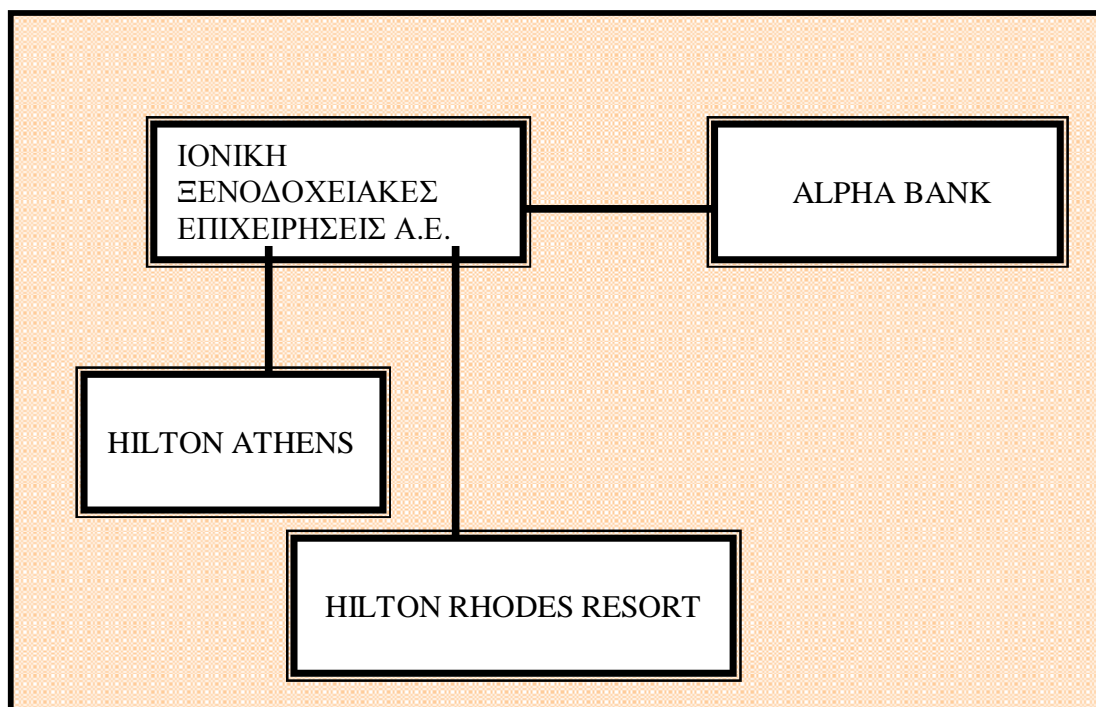 ΙΟΝΙΚΗ
ΞΕΝΟΔΟΧΕΙΑΚΕΣ
ΕΠΙΧΕΙΡΗΣΕΙΣ Α.Ε.
ALPHA BANK
HILTON ATHENS
HILTON RHODES RESORT